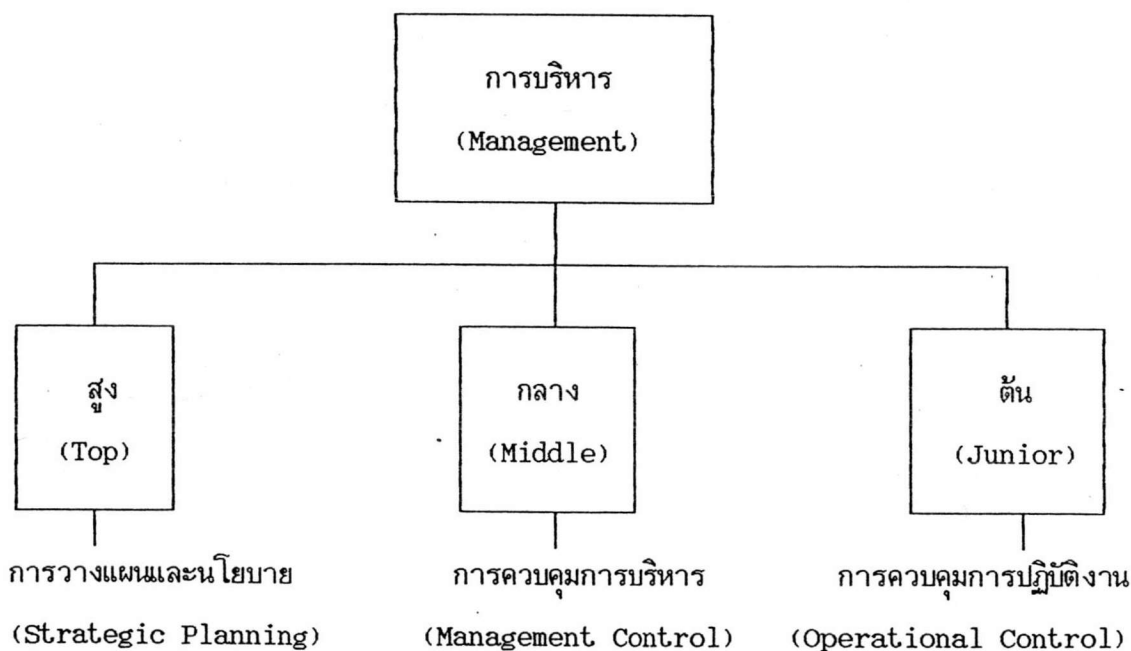 การบริหาร
(Management)
สูง
(Top)
กลาง
(Middle)
ต้น
(Junior)
การวางแผนและนโยบาย
(Strategic Planning)
การควบคุมการบริหาร
(Management Control)
การควบคุมการปฏิบัติงาน
(Operational Control)